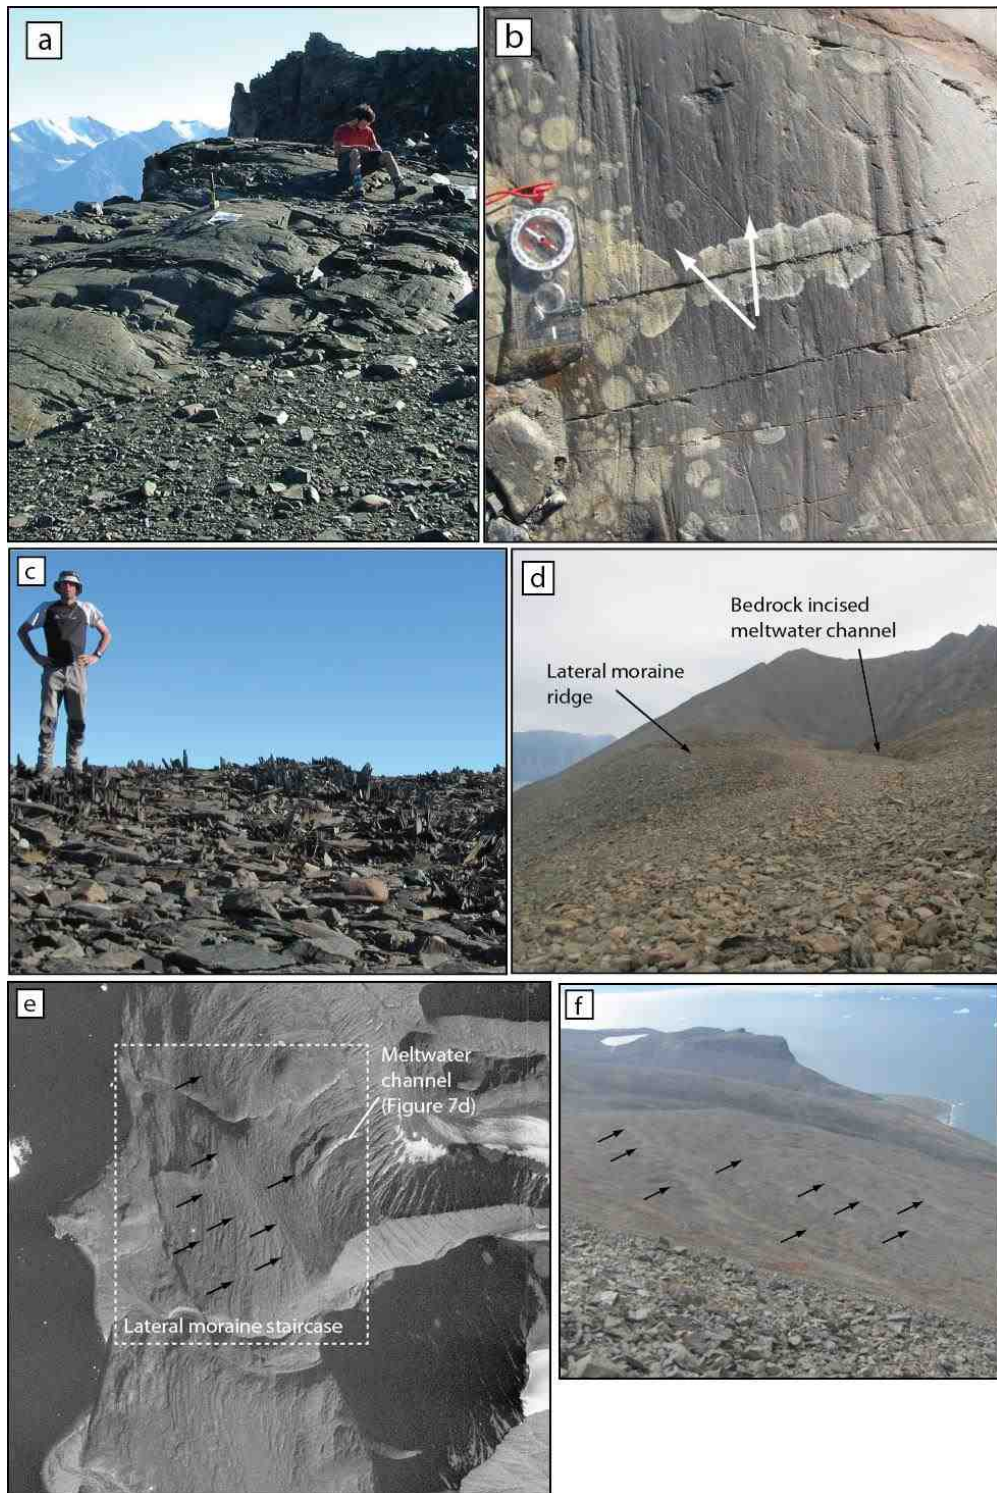 a
b
c
d
Bedrock incised
meltwater channel
Lateral moraine
ridge
e
Meltwater
channel
(Figure 7d)
Lateral moraine staircase
f